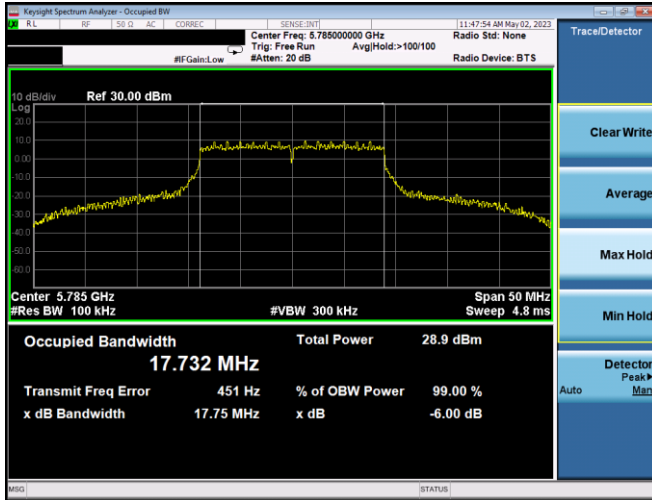 Keysight Spectrum Analyzer - Occupied BW
RL RF 50 Ω AC CORREC SENSE:INT 11:47:54 AM May 02, 2023
Center Freq: 5.785000000 GHz Radio Std: None
Trig: Free Run Avg|Hold:>100/100
#IFGain:Low #Atten: 20 dB Radio Device: BTS
Trace/Detector
10 dB/div Ref 30.00 dBm
Log
20.0
10.0
0.00
-10.0
-20.0
-30.0
-40.0
-50.0
-60.0
Center 5.785 GHz Span 50 MHz
#Res BW 100 kHz #VBW 300 kHz Sweep 4.8 ms
Occupied Bandwidth Total Power 28.9 dBm
17.732 MHz
Transmit Freq Error 451 Hz % of OBW Power 99.00 %
x dB Bandwidth 17.75 MHz x dB -6.00 dB
Clear Write
Average
Max Hold
Min Hold
Detector
Peak▶
Auto Man
MSG STATUS